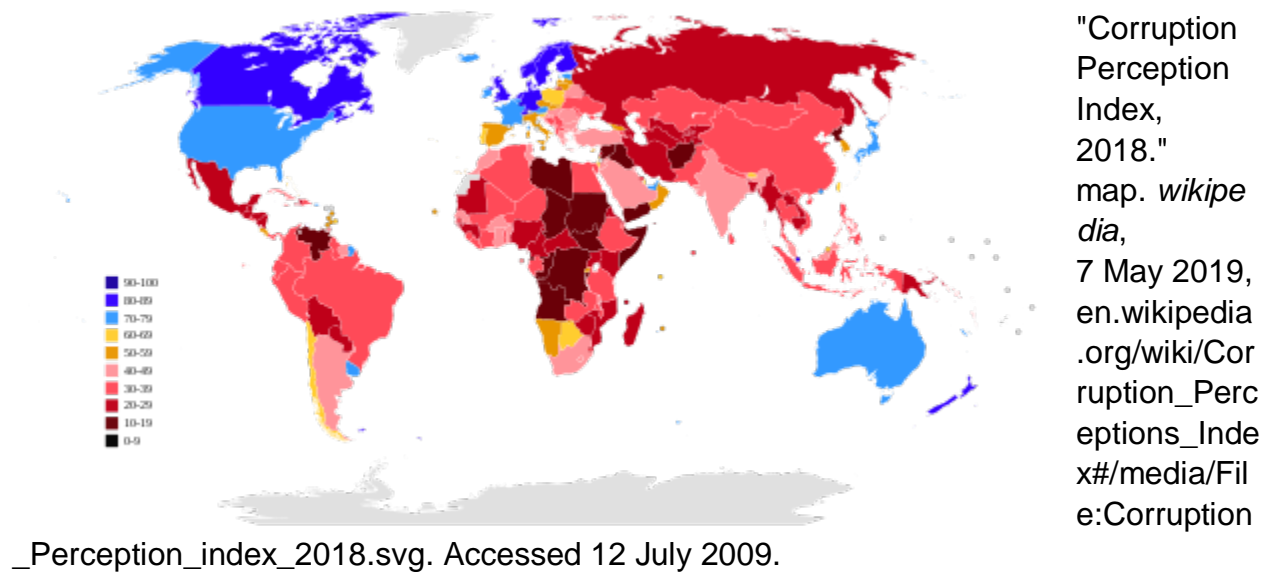 "Corruption
Perception
Index,
2018."
map. wikipe
dia,
7 May 2019,
en.wikipedia
.org/wiki/Cor
ruption_Perc
eptions_Inde
x#/media/Fil
e:Corruption
90-100
80-89
70-79
60-69
50-59
40-49
30-39
20-29
10-19
0-9
_Perception_index_2018.svg. Accessed 12 July 2009.